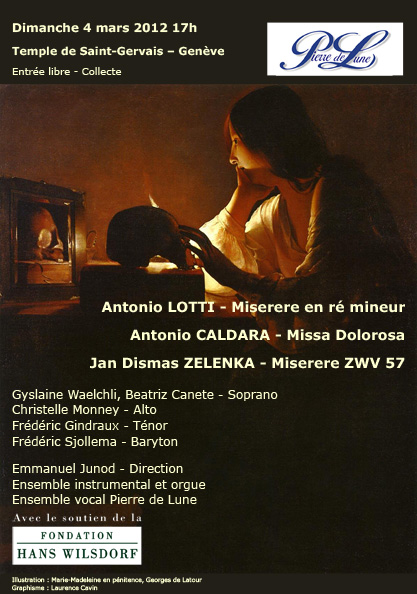 Dimanche 4 mars 2012 17h
Temple de Saint-Gervais – Genève
Entrée libre - Collecte
Pierre de Lune
Antonio LOTTI - Miserere en ré mineur
Antonio CALDARA - Missa Dolorosa
Jan Dismas ZELENKA - Miserere ZWV 57
Gyslaine Waelchli, Beatriz Canete - Soprano
Christelle Monney - Alto
Frédéric Gindraux - Ténor
Frédéric Sjollema - Baryton
Emmanuel Junod - Direction
Ensemble instrumental et orgue
Ensemble vocal Pierre de Lune
Avec le soutien de la
FONDATION
HANS WILSDORF
Illustration : Marie-Madeleine en pénitence, Georges de Latour
Graphisme : Laurence Cavin